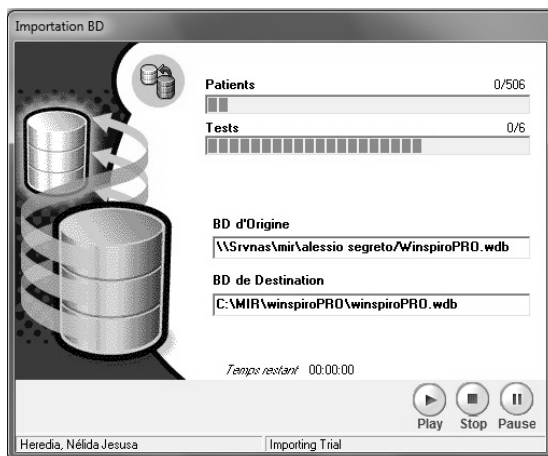 Importation BD
Patients 0/506
Tests 0/6
BD d'Origine
\\Srvnas\mir\alessio segreto/WinspiroPRO.wdb
BD de Destination
C:\MIR\winspiroPRO\winspiroPRO.wdb
Temps restant 00:00:00
Play Stop Pause
Heredia, Nélida Jesusa Importing Trial